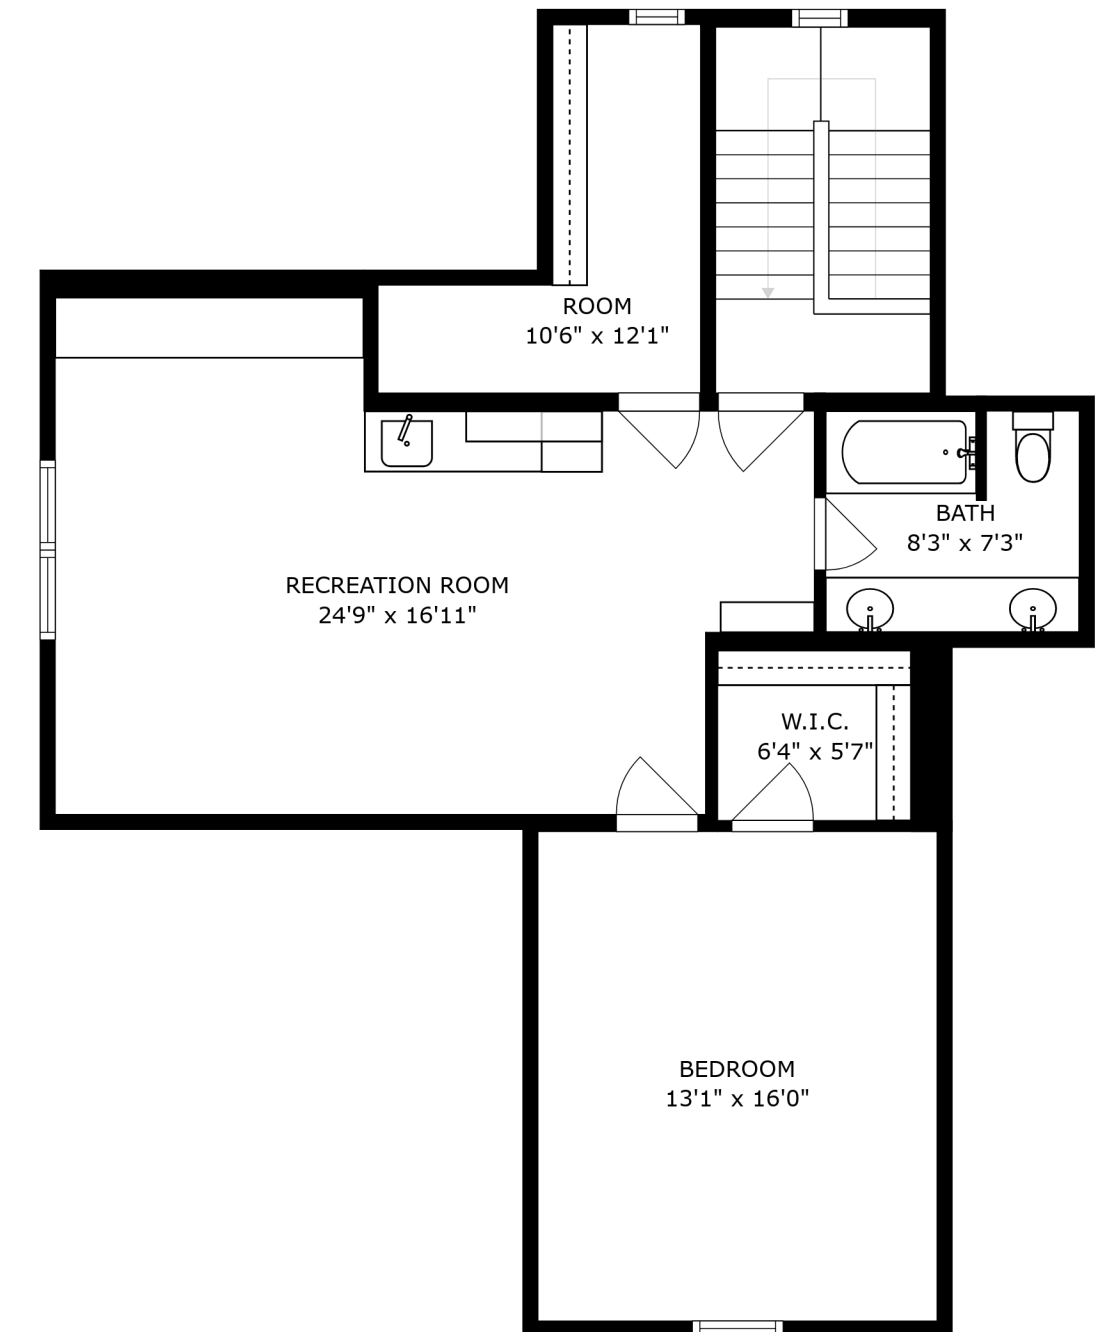 ROOM
10'6" x 12'1"
BATH
8'3" x 7'3"
RECREATION ROOM
24'9" x 16'11"
W.I.C.
6'4" x 5'7"
BEDROOM
13'1" x 16'0"